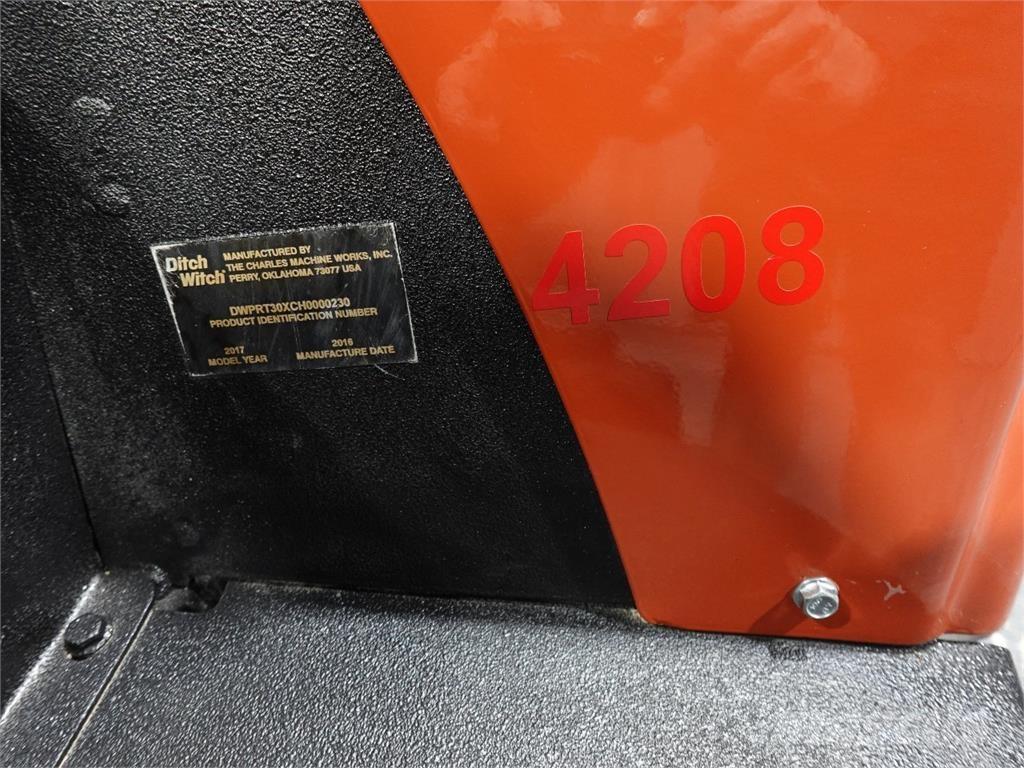 Ditch Witch
MANUFACTURED BY
THE CHARLES MACHINE WORKS, INC.
PERRY, OKLAHOMA 73077 USA
DWPRT30XCH0000230
PRODUCT IDENTIFICATION NUMBER
2017 2016
MODEL YEAR MANUFACTURE DATE
4208